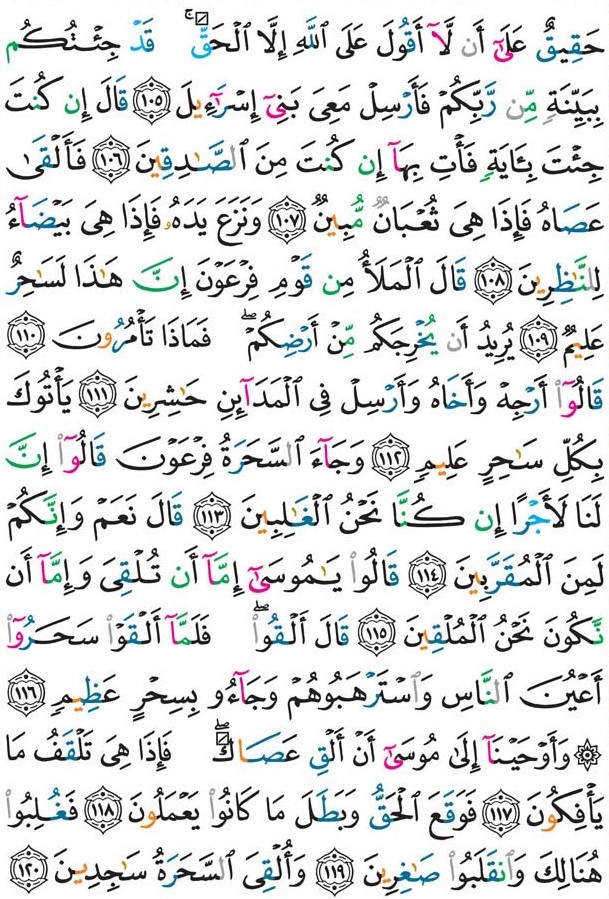 حَقِيقٌ عَلَىٰٓ أَن لَّآ أَقُولَ عَلَى ٱللَّهِ إِلَّا ٱلْحَقَّ ۚ قَدْ جِئْتُكُم
بِبَيِّنَةٍ مِّن رَّبِّكُمْ فَأَرْسِلْ مَعِىَ بَنِىٓ إِسْرَٰٓءِيلَ ١٠٥ قَالَ إِن كُنتَ
جِئْتَ بِـَٔايَةٍ فَأْتِ بِهَآ إِن كُنتَ مِنَ ٱلصَّـٰدِقِينَ ١٠٦ فَأَلْقَىٰ
عَصَاهُ فَإِذَا هِىَ ثُعْبَانٌ مُّبِينٌ ١٠٧ وَنَزَعَ يَدَهُۥ فَإِذَا هِىَ بَيْضَآءُ
لِلنَّـٰظِرِينَ ١٠٨ قَالَ ٱلْمَلَأُ مِن قَوْمِ فِرْعَوْنَ إِنَّ هَـٰذَا لَسَـٰحِرٌ
عَلِيمٌ ١٠٩ يُرِيدُ أَن يُخْرِجَكُم مِّنْ أَرْضِكُمْ ۖ فَمَاذَا تَأْمُرُونَ ١١٠
قَالُوٓا۟ أَرْجِهْ وَأَخَاهُ وَأَرْسِلْ فِى ٱلْمَدَآئِنِ حَـٰشِرِينَ ١١١ يَأْتُوكَ
بِكُلِّ سَـٰحِرٍ عَلِيمٍ ١١٢ وَجَآءَ ٱلسَّحَرَةُ فِرْعَوْنَ قَالُوٓا۟ إِنَّ
لَنَا لَأَجْرًا إِن كُنَّا نَحْنُ ٱلْغَـٰلِبِينَ ١١٣ قَالَ نَعَمْ وَإِنَّكُمْ
لَمِنَ ٱلْمُقَرَّبِينَ ١١٤ قَالُوا۟ يَـٰمُوسَىٰٓ إِمَّآ أَن تُلْقِىَ وَإِمَّآ أَن
نَّكُونَ نَحْنُ ٱلْمُلْقِينَ ١١٥ قَالَ أَلْقُوا۟ ۖ فَلَمَّآ أَلْقَوْا۟ سَحَرُوٓا۟
أَعْيُنَ ٱلنَّاسِ وَٱسْتَرْهَبُوهُمْ وَجَآءُو بِسِحْرٍ عَظِيمٍ ١١٦
۞ وَأَوْحَيْنَآ إِلَىٰ مُوسَىٰٓ أَنْ أَلْقِ عَصَاكَ ۖ فَإِذَا هِىَ تَلْقَفُ مَا
يَأْفِكُونَ ١١٧ فَوَقَعَ ٱلْحَقُّ وَبَطَلَ مَا كَانُوا۟ يَعْمَلُونَ ١١٨ فَغُلِبُوا۟
هُنَالِكَ وَٱنقَلَبُوا۟ صَـٰغِرِينَ ١١٩ وَأُلْقِىَ ٱلسَّحَرَةُ سَـٰجِدِينَ ١٢٠